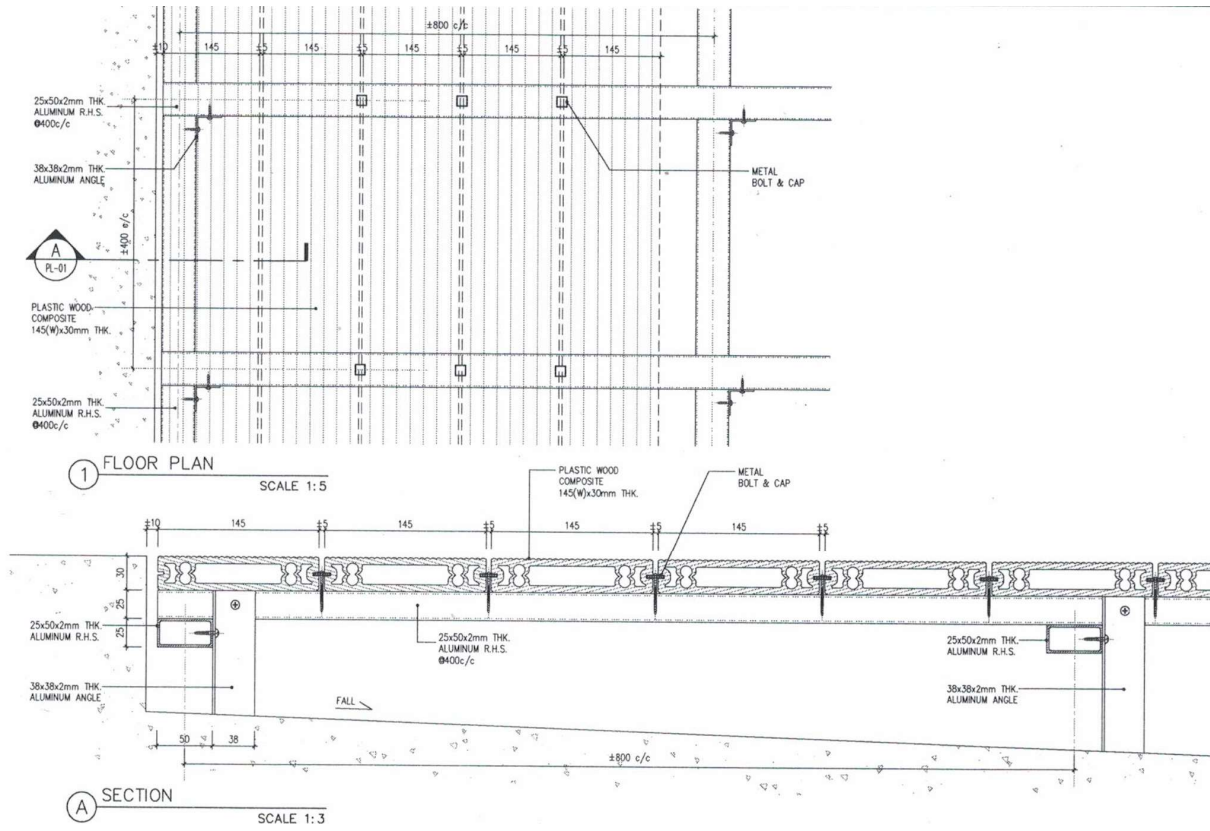 ±800 c/c
±10 145 ±5 145 ±5 145 ±5 145 ±5 145
25x50x2mm THK.
ALUMINUM R.H.S.
@400c/c
38x38x2mm THK.
ALUMINUM ANGLE
METAL
BOLT & CAP
±400 c/c
A
PL-01
PLASTIC WOOD
COMPOSITE
145(W)x30mm THK.
25x50x2mm THK.
ALUMINUM R.H.S.
@400c/c
1 FLOOR PLAN
SCALE 1:5
PLASTIC WOOD
COMPOSITE
145(W)x30mm THK.
METAL
BOLT & CAP
±10 145 ±5 145 ±5 145 ±5 145 ±5
30
25
25
25x50x2mm THK.
ALUMINUM R.H.S.
25x50x2mm THK.
ALUMINUM R.H.S.
@400c/c
25x50x2mm THK.
ALUMINUM R.H.S.
38x38x2mm THK.
ALUMINUM ANGLE
FALL
38x38x2mm THK.
ALUMINUM ANGLE
50 38
±800 c/c
A SECTION
SCALE 1:3